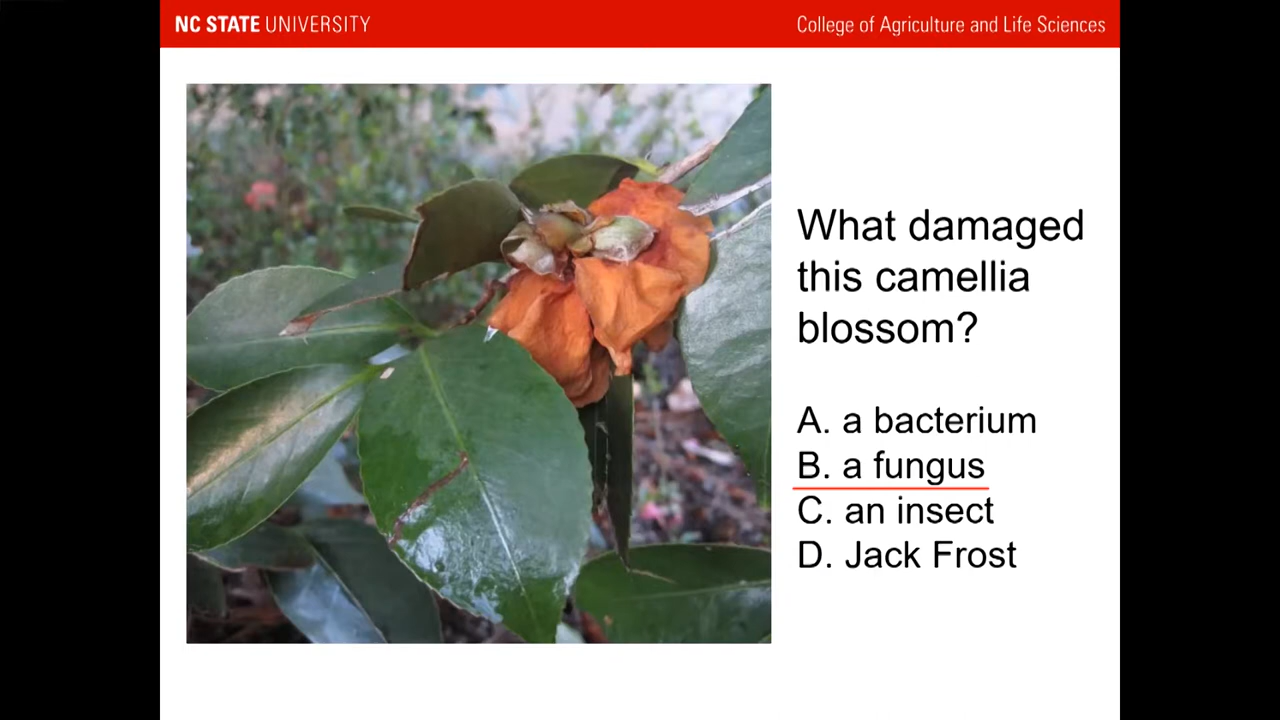 NC STATE UNIVERSITY
College of Agriculture and Life Sciences
What damaged
this camellia
blossom?
A. a bacterium
B. a fungus
C. an insect
D. Jack Frost